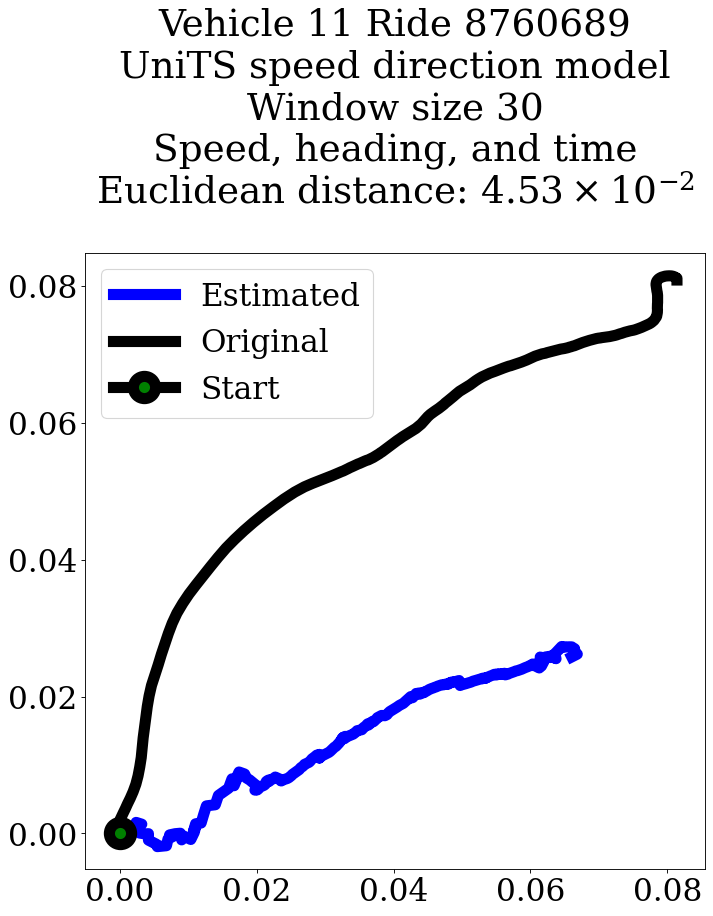 Vehicle 11 Ride 8760689
UniTS speed direction model
Window size 30
Speed, heading, and time
Euclidean distance: 4.53 × 10⁻²
Estimated
Original
Start
0.08
0.06
0.04
0.02
0.00
0.00 0.02 0.04 0.06 0.08